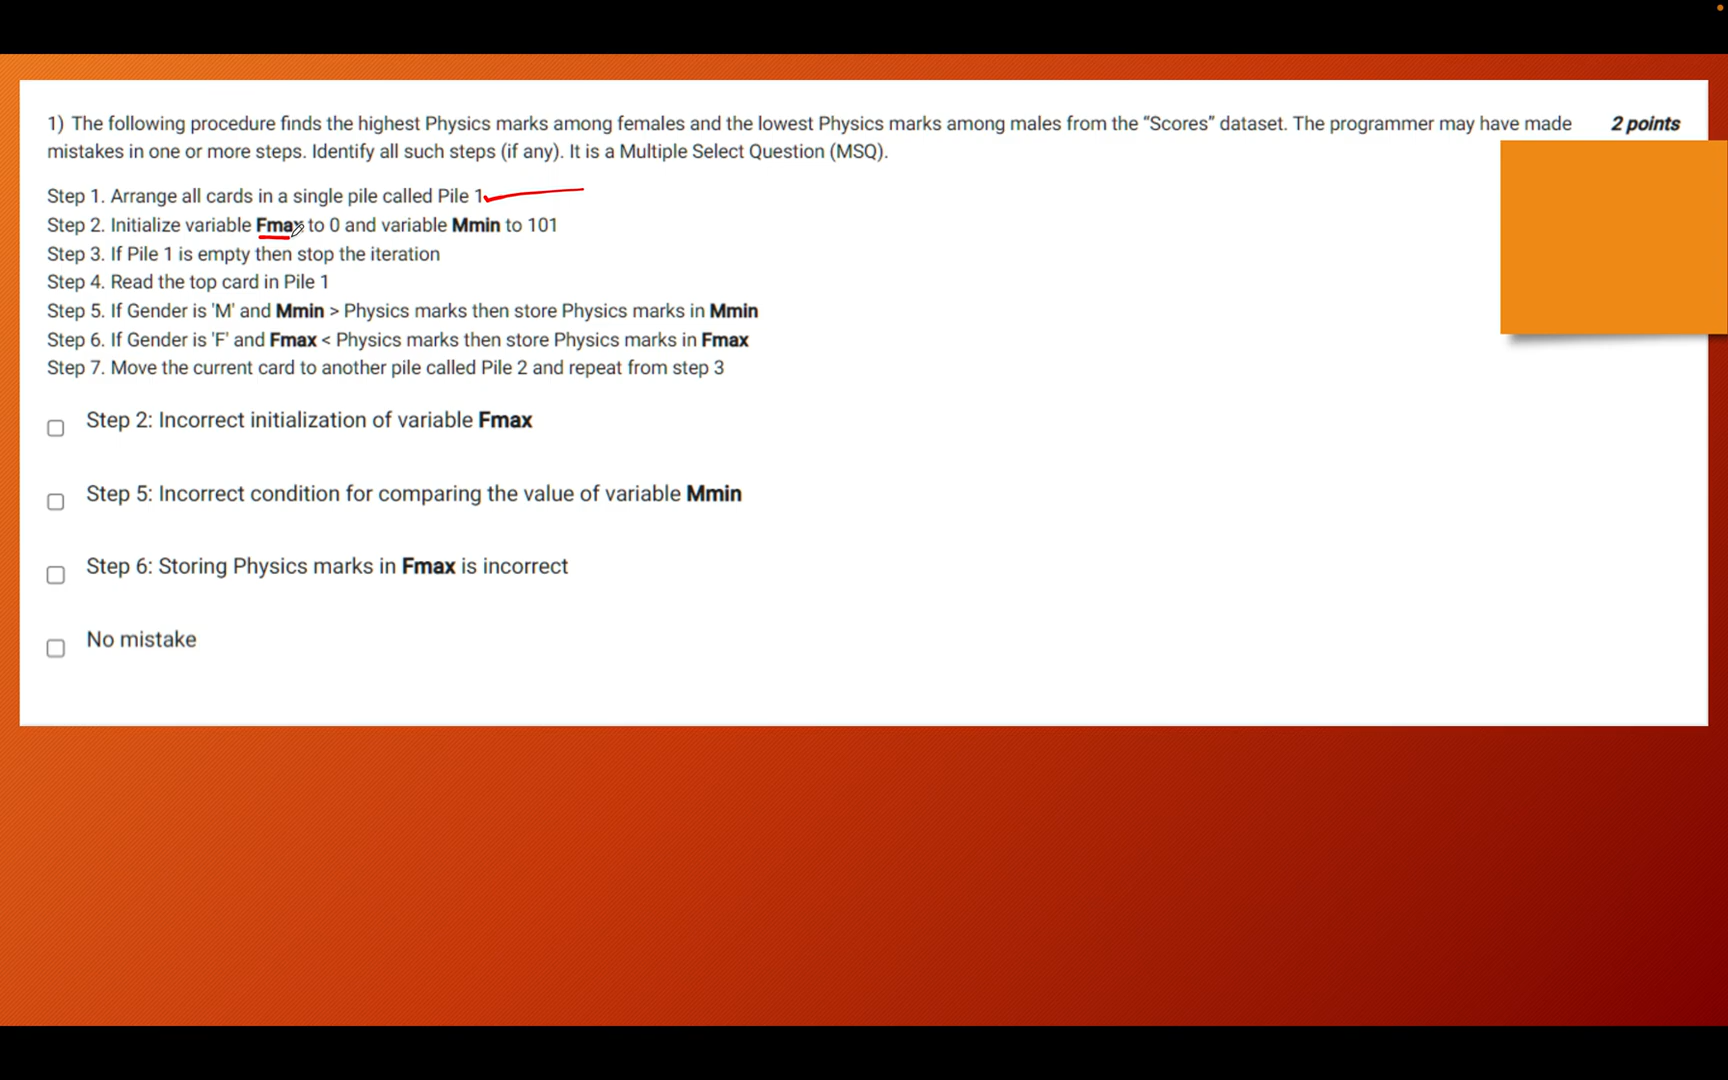 1) The following procedure finds the highest Physics marks among females and the lowest Physics marks among males from the “Scores” dataset. The programmer may have made 2 points
mistakes in one or more steps. Identify all such steps (if any). It is a Multiple Select Question (MSQ).
Step 1. Arrange all cards in a single pile called Pile 1
Step 2. Initialize variable Fmax to 0 and variable Mmin to 101
Step 3. If Pile 1 is empty then stop the iteration
Step 4. Read the top card in Pile 1
Step 5. If Gender is 'M' and Mmin > Physics marks then store Physics marks in Mmin
Step 6. If Gender is 'F' and Fmax < Physics marks then store Physics marks in Fmax
Step 7. Move the current card to another pile called Pile 2 and repeat from step 3
Step 2: Incorrect initialization of variable Fmax
Step 5: Incorrect condition for comparing the value of variable Mmin
Step 6: Storing Physics marks in Fmax is incorrect
No mistake